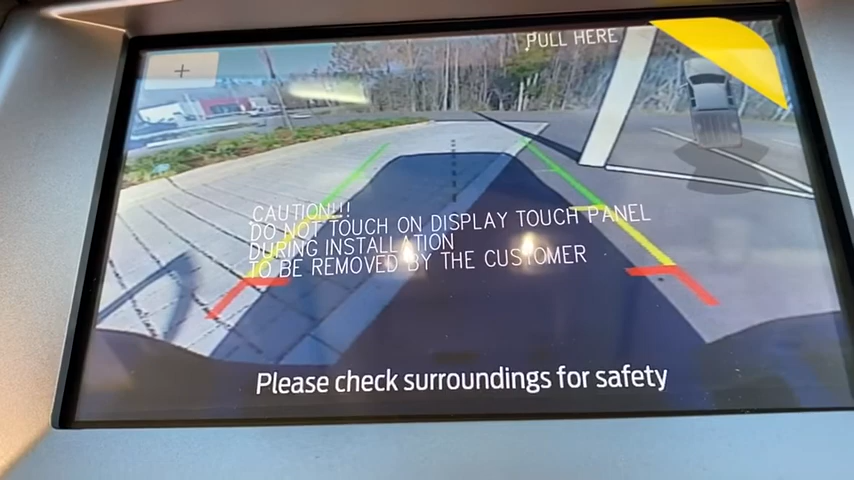 PULL HERE
CAUTION!!!
DO NOT TOUCH ON DISPLAY TOUCH PANEL
DURING INSTALLATION
TO BE REMOVED BY THE CUSTOMER
Please check surroundings for safety